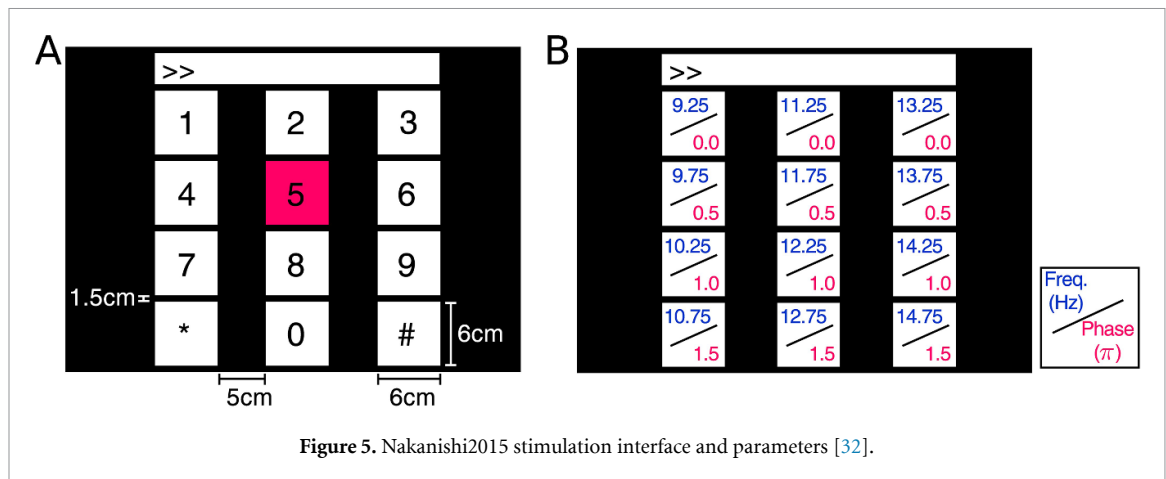 A
>>
1 2 3
4 5 6
7 8 9
* 0 #
1.5cm
6cm
5cm 6cm
B
>>
9.25 11.25 13.25
0.0 0.0 0.0
9.75 11.75 13.75
0.5 0.5 0.5
10.25 12.25 14.25
1.0 1.0 1.0
10.75 12.75 14.75
1.5 1.5 1.5
Freq.
(Hz)
Phase
(π)
Figure 5. Nakanishi2015 stimulation interface and parameters [32].